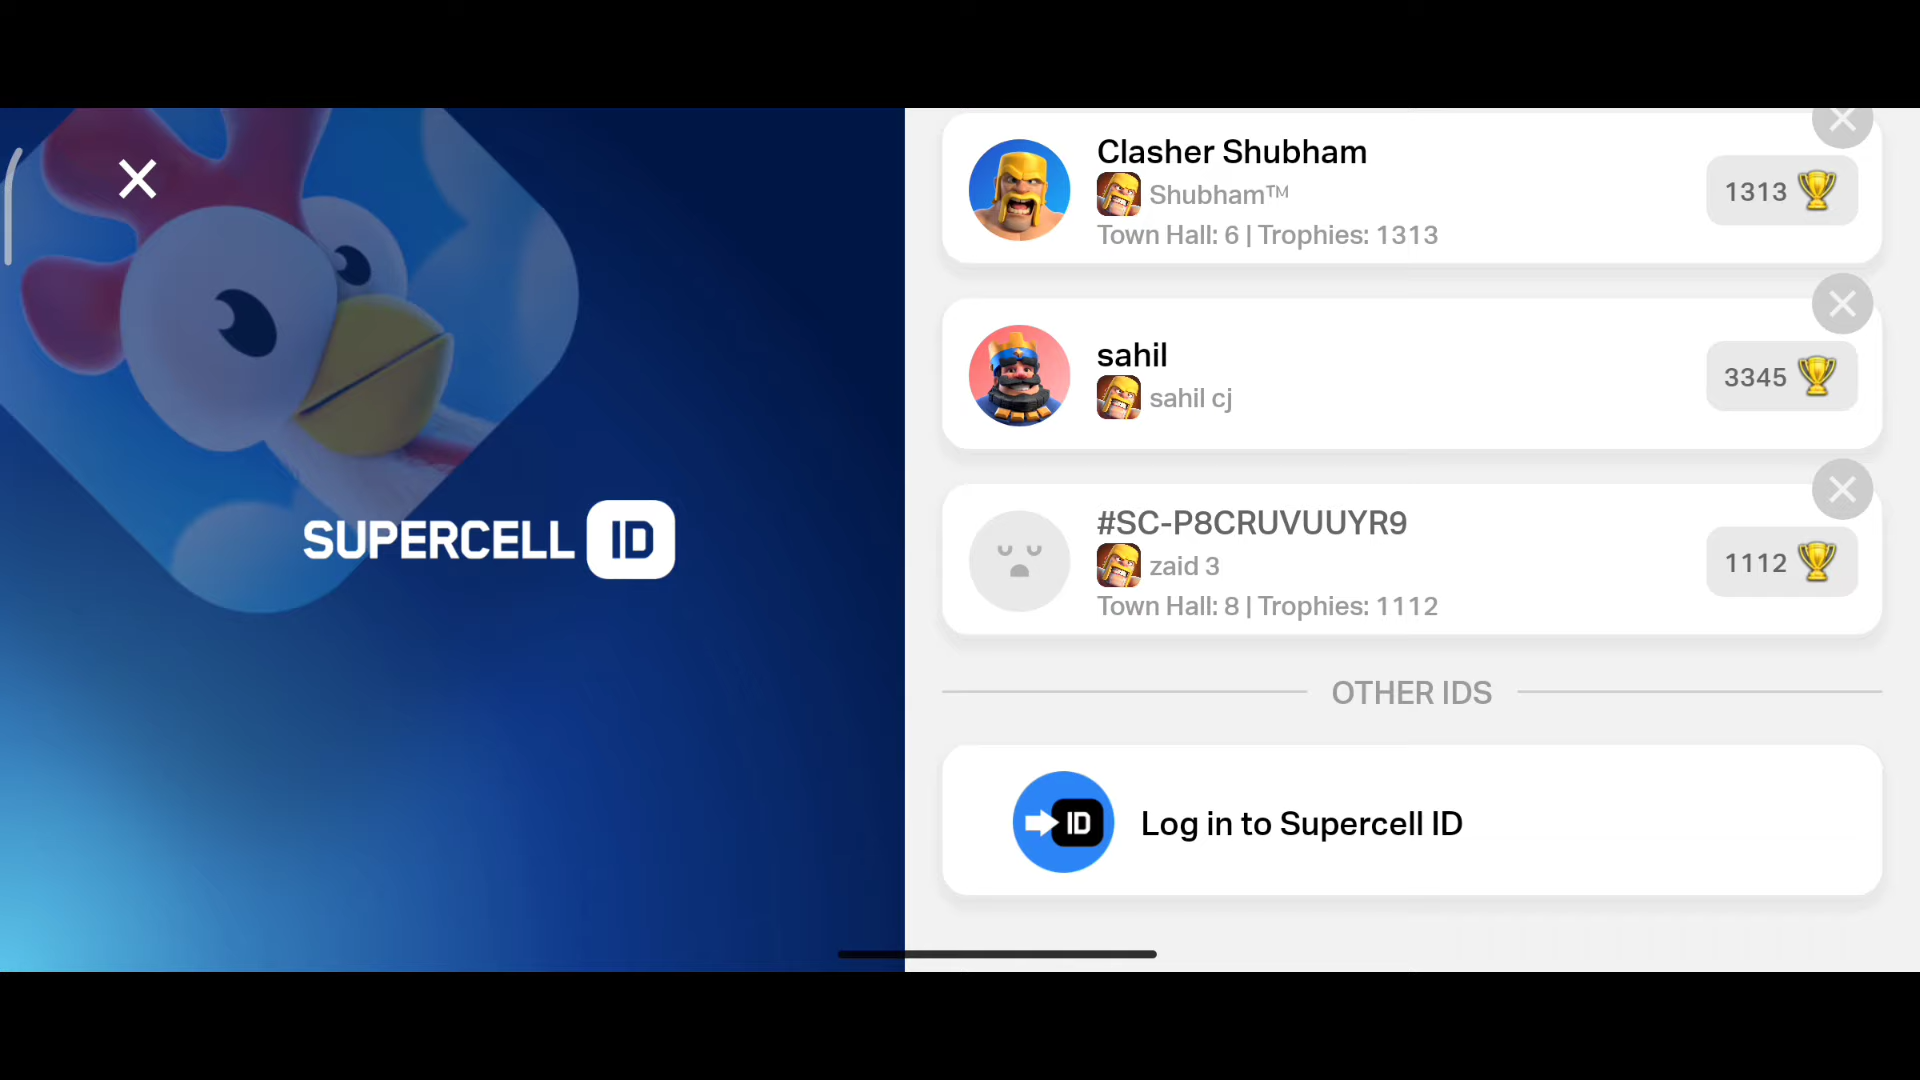 SUPERCELL ID
Clasher Shubham
Shubham™
Town Hall: 6 | Trophies: 1313
1313
sahil
sahil cj
3345
#SC-P8CRUVUUYR9
zaid 3
Town Hall: 8 | Trophies: 1112
1112
OTHER IDS
ID
Log in to Supercell ID